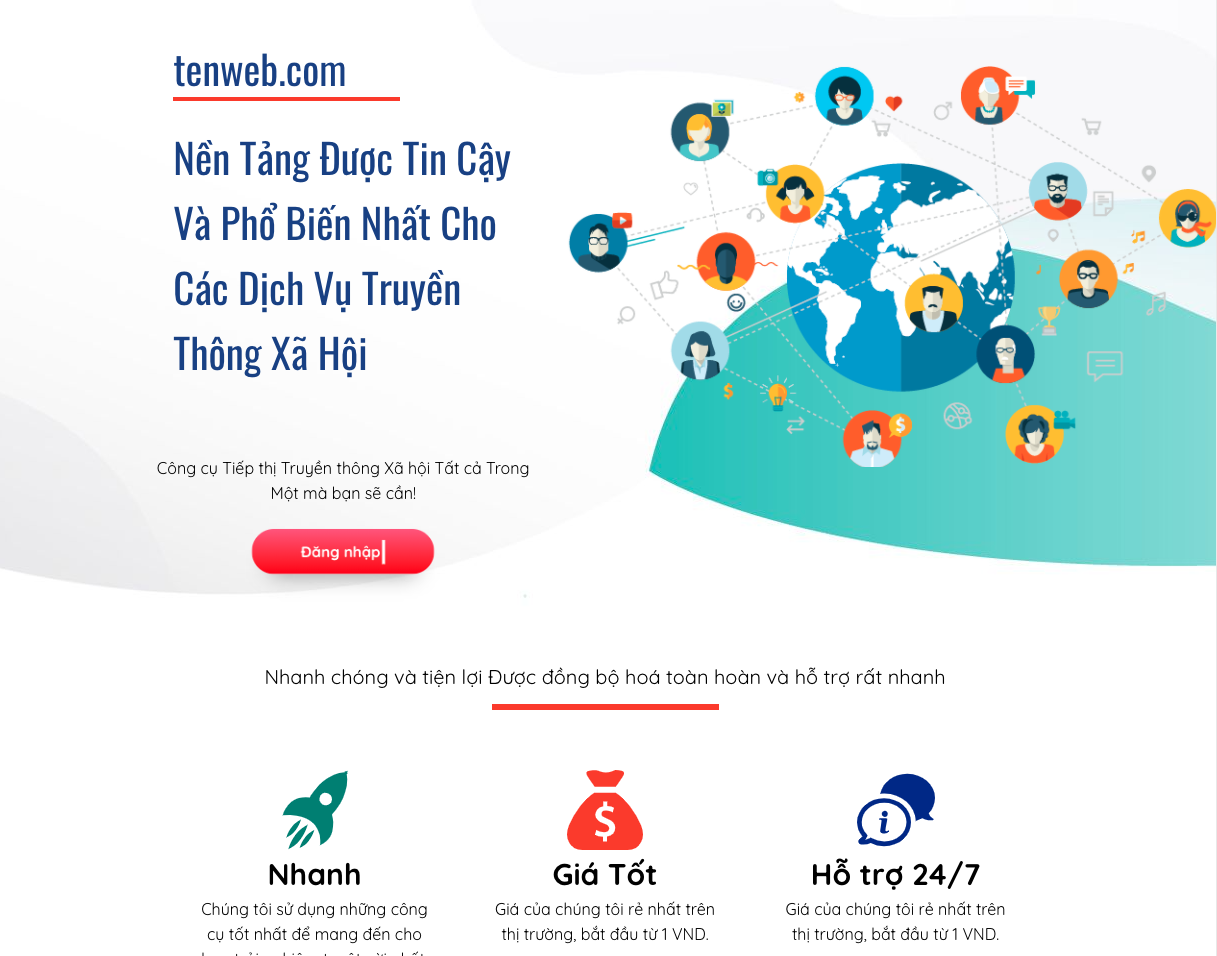 tenweb.com
Nền Tảng Được Tin Cậy
Và Phổ Biến Nhất Cho
Các Dịch Vụ Truyền
Thông Xã Hội
Công cụ Tiếp thị Truyền thông Xã hội Tất cả Trong
Một mà bạn sẽ cần!
Đăng nhập
Nhanh chóng và tiện lợi Được đồng bộ hoá toàn hoàn và hỗ trợ rất nhanh
Nhanh
Chúng tôi sử dụng những công
cụ tốt nhất để mang đến cho
Giá Tốt
Giá của chúng tôi rẻ nhất trên
thị trường, bắt đầu từ 1 VND.
Hỗ trợ 24/7
Giá của chúng tôi rẻ nhất trên
thị trường, bắt đầu từ 1 VND.